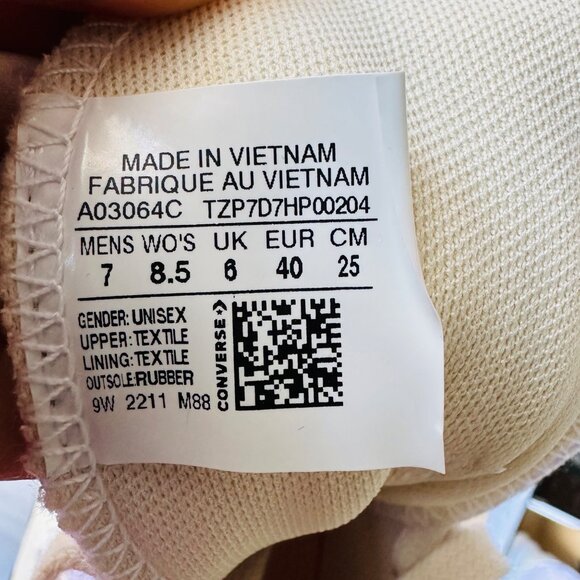 MADE IN VIETNAM
FABRIQUE AU VIETNAM
A03064C TZP7D7HP00204
MENS WO'S UK EUR CM
7 8.5 6 40 25
GENDER: UNISEX
UPPER: TEXTILE
LINING: TEXTILE
OUTSOLE:RUBBER
9W 2211 M88
CONVERSE